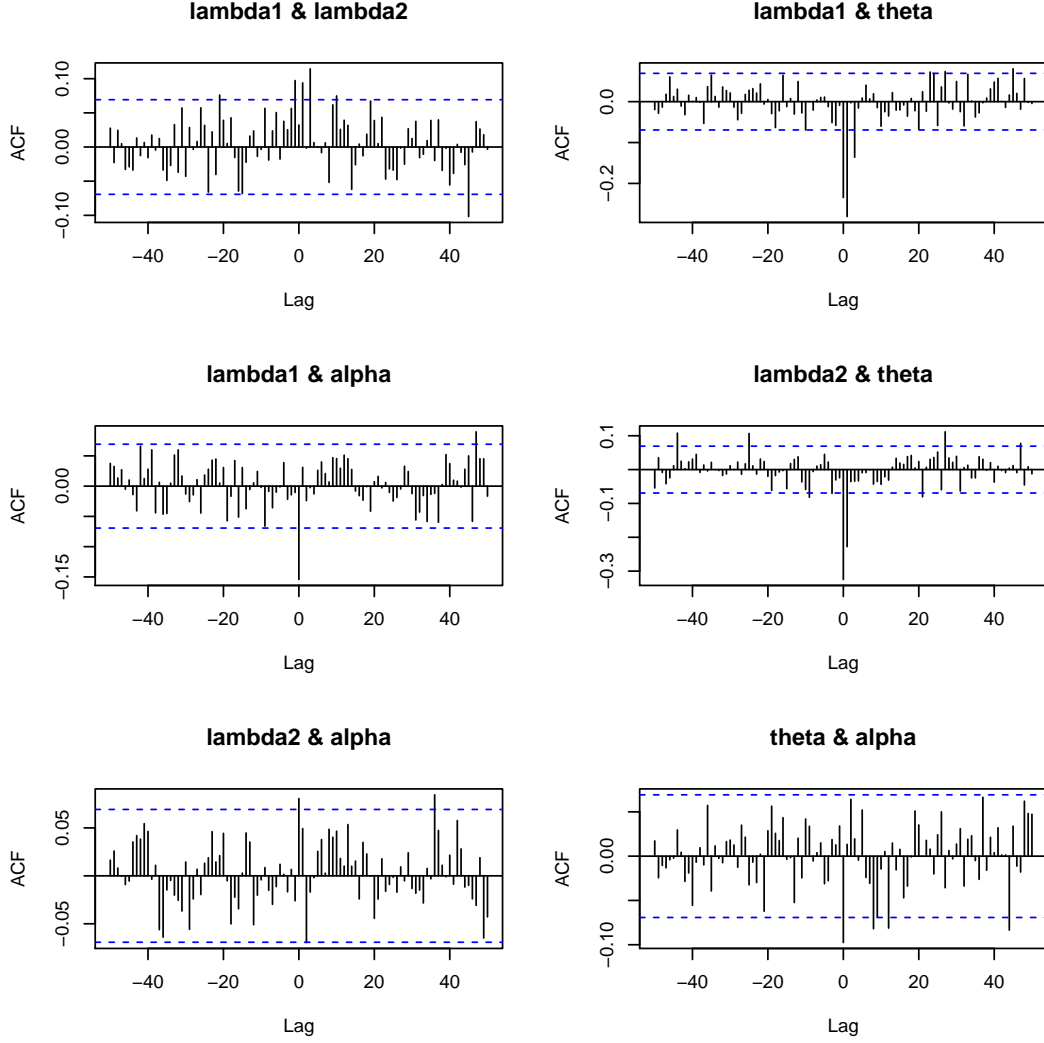 lambda1 & lambda2
ACF
0.10
0.00
−0.10
−40
−20
0
20
40
Lag
lambda1 & theta
ACF
0.0
−0.2
−40
−20
0
20
40
Lag
lambda1 & alpha
ACF
0.00
−0.15
−40
−20
0
20
40
Lag
lambda2 & theta
ACF
0.1
−0.1
−0.3
−40
−20
0
20
40
Lag
lambda2 & alpha
ACF
0.05
−0.05
−40
−20
0
20
40
Lag
theta & alpha
ACF
0.00
−0.10
−40
−20
0
20
40
Lag